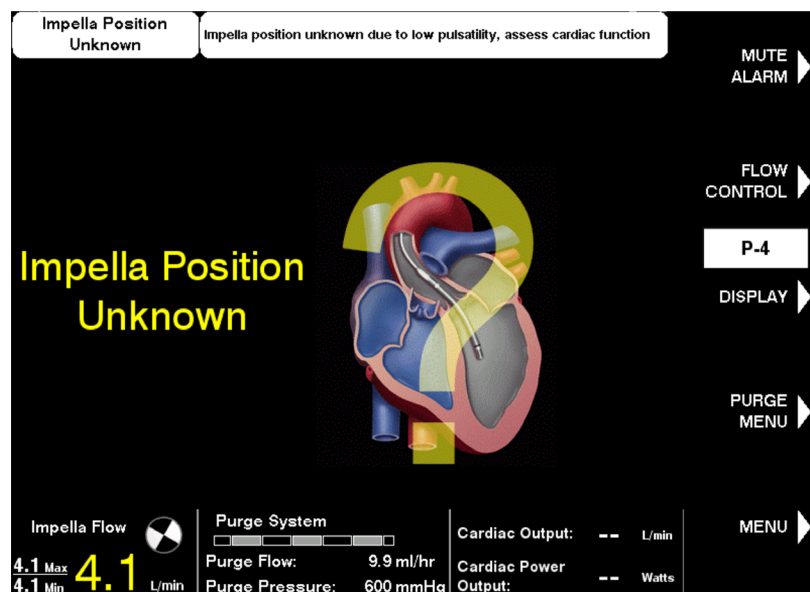 Impella Position
Unknown
Impella position unknown due to low pulsatility, assess cardiac function
MUTE
ALARM
FLOW
CONTROL
P-4
DISPLAY
PURGE
MENU
MENU
Impella Position
Unknown
Impella Flow
4.1 Max
4.1 Min
4.1 L/min
Purge System
Purge Flow: 9.9 ml/hr
Purge Pressure: 600 mmHg
Cardiac Output: -- L/min
Cardiac Power
Output: -- Watts